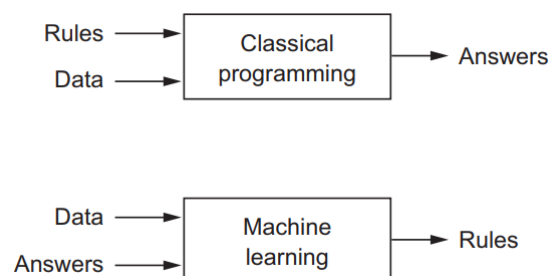 Rules
Data
Classical
programming
Answers
Data
Answers
Machine
learning
Rules